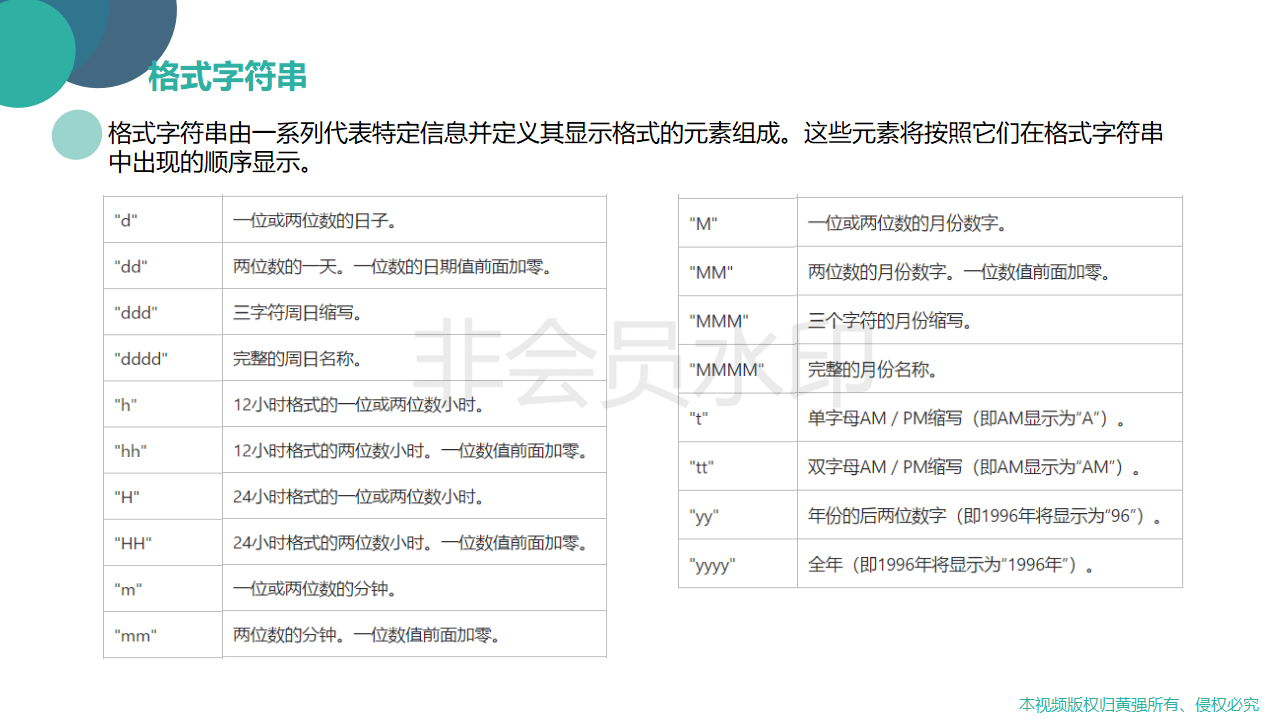 格式字符串
格式字符串由一系列代表特定信息并定义其显示格式的元素组成。这些元素将按照它们在格式字符串
中出现的顺序显示。
"d" 一位或两位数的日子。
"dd" 两位数的一天。一位数的日期值前面加零。
"ddd" 三字符周日缩写。
"dddd" 完整的周日名称。
"h" 12小时格式的一位或两位数小时。
"hh" 12小时格式的两位数小时。一位数值前面加零。
"H" 24小时格式的一位或两位数小时。
"HH" 24小时格式的两位数小时。一位数值前面加零。
"m" 一位或两位数的分钟。
"mm" 两位数的分钟。一位数值前面加零。
"M" 一位或两位数的月份数字。
"MM" 两位数的月份数字。一位数值前面加零。
"MMM" 三个字符的月份缩写。
"MMMM" 完整的月份名称。
"t" 单字母AM / PM缩写（即AM显示为“A”）。
"tt" 双字母AM / PM缩写（即AM显示为“AM”）。
"yy" 年份的后两位数字（即1996年将显示为“96”）。
"yyyy" 全年（即1996年将显示为“1996年”）。
非会员水印
本视频版权归黄强所有、侵权必究